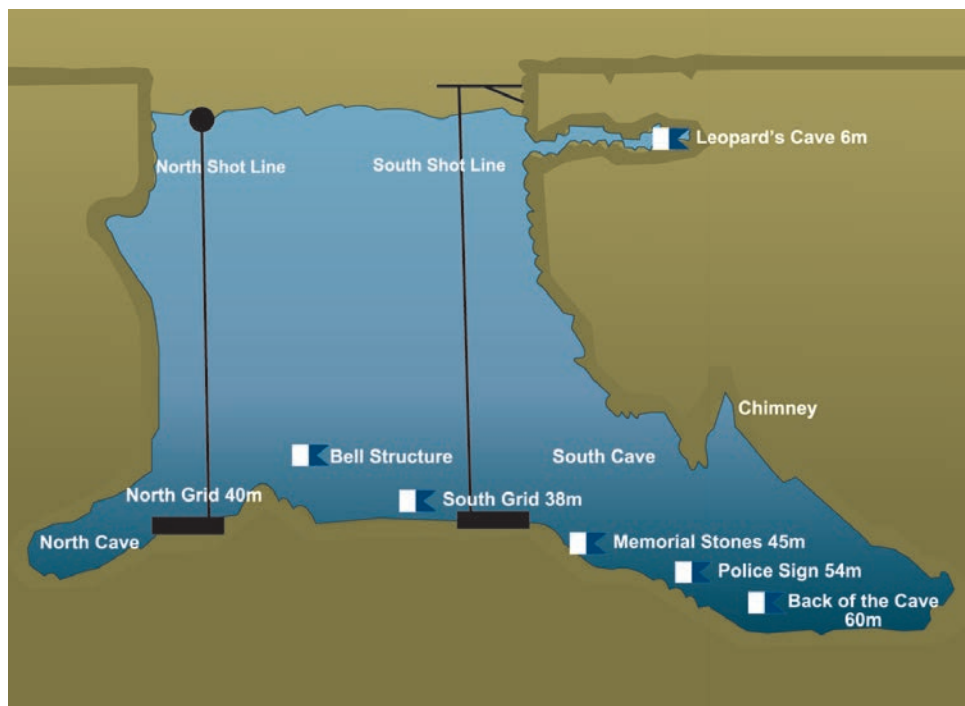 Leopard's Cave 6m
North Shot Line
South Shot Line
Chimney
Bell Structure
South Cave
North Grid 40m
South Grid 38m
North Cave
Memorial Stones 45m
Police Sign 54m
Back of the Cave
60m